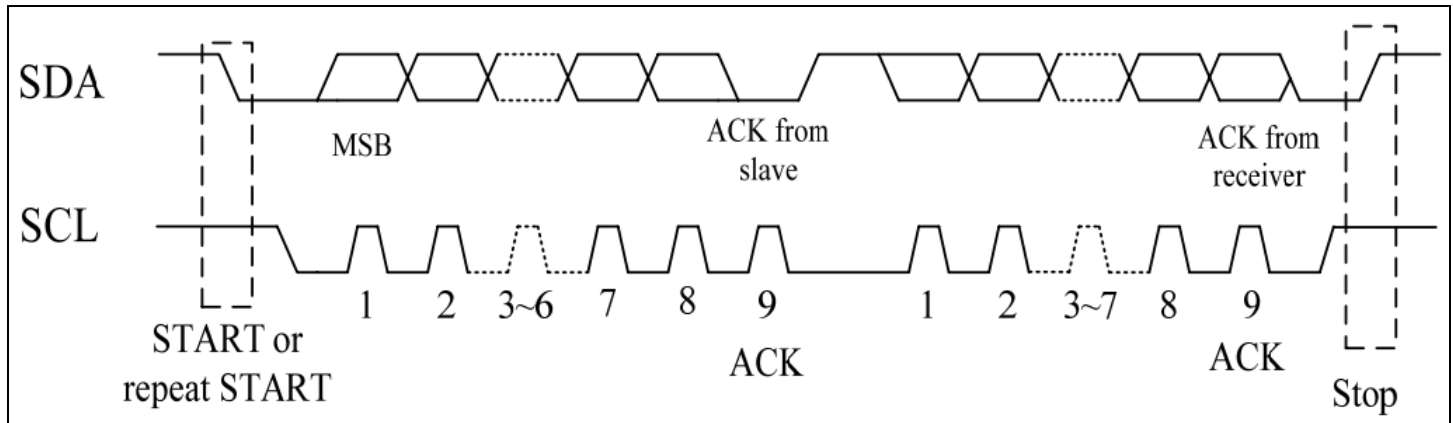 SDA
MSB
ACK from
slave
ACK from
receiver
SCL
1 2 3~6 7 8 9 1 2 3~7 8 9
START or
repeat START
ACK
ACK
Stop